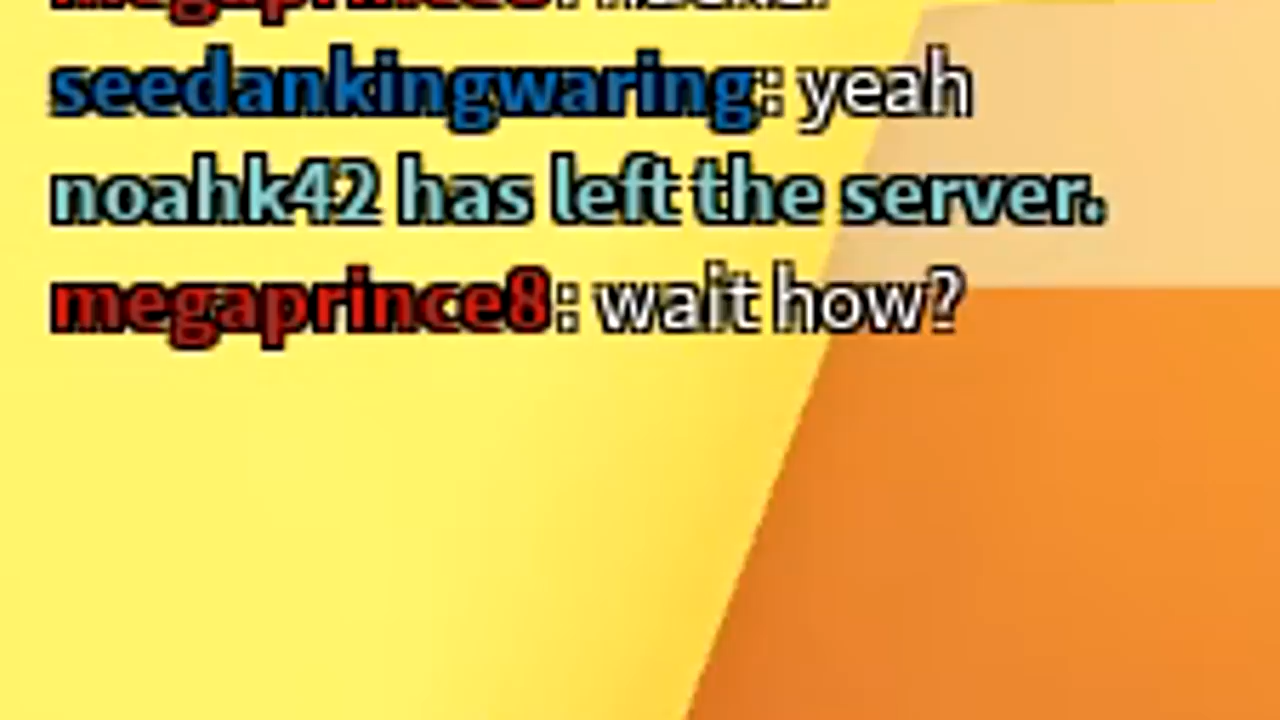 seedankingwaring: yeah
noahk42 has left the server.
megaprince8: wait how?